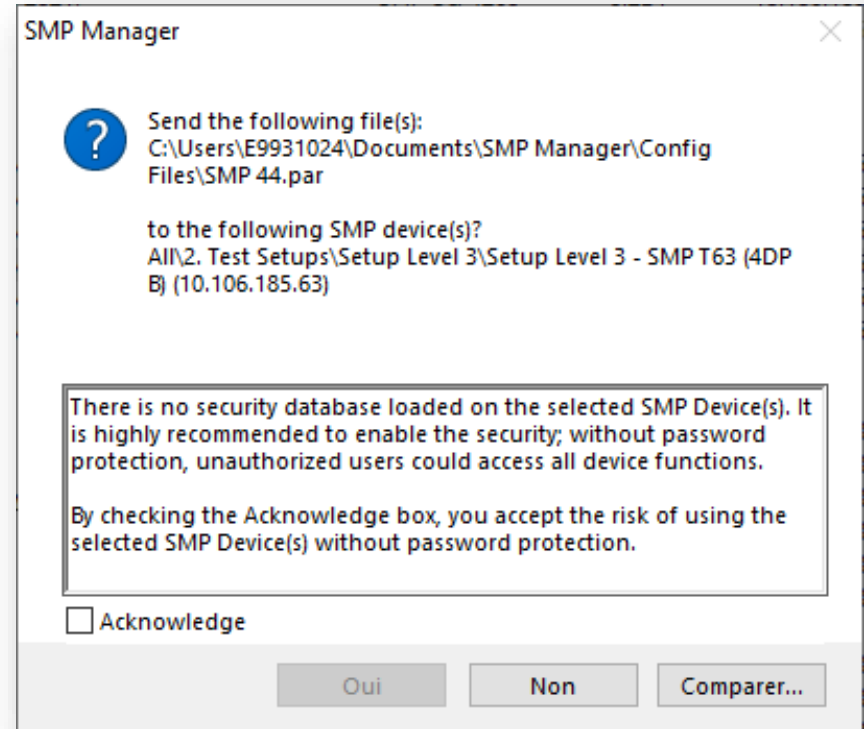 SMP Manager
Send the following file(s):
C:\Users\E9931024\Documents\SMP Manager\Config
Files\SMP 44.par
to the following SMP device(s)?
All\2. Test Setups\Setup Level 3\Setup Level 3 - SMP T63 (4DP
B) (10.106.185.63)
There is no security database loaded on the selected SMP Device(s). It
is highly recommended to enable the security; without password
protection, unauthorized users could access all device functions.
By checking the Acknowledge box, you accept the risk of using the
selected SMP Device(s) without password protection.
Acknowledge
Oui
Non
Comparer...